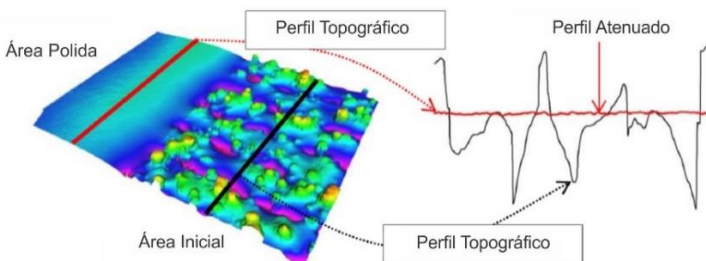 Perfil Topográfico
Perfil Atenuado
Área Polida
Área Inicial
Perfil Topográfico